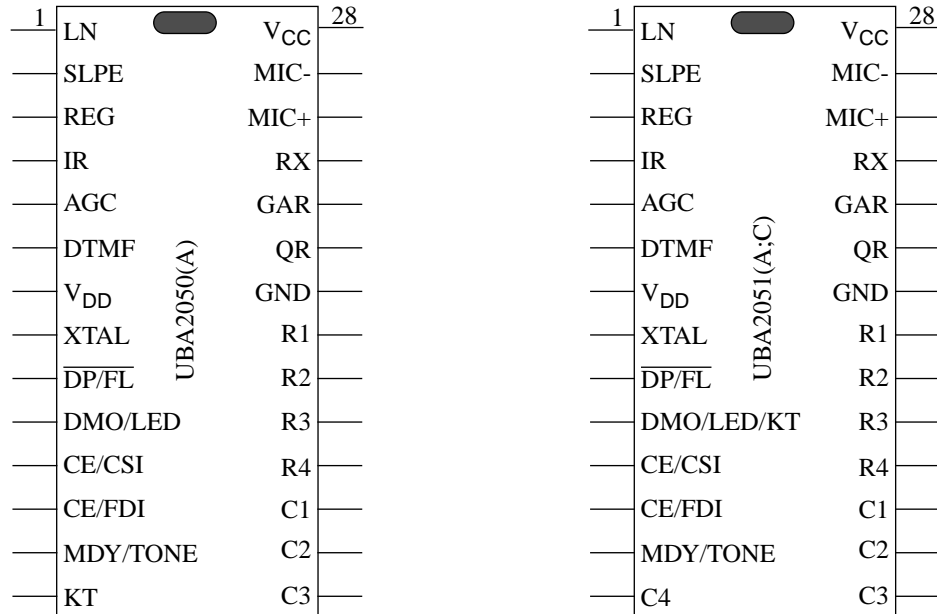 1 28
LN VCC
SLPE MIC-
REG MIC+
IR RX
AGC GAR
DTMF QR
VDD GND
XTAL R1
DP/FL R2
DMO/LED R3
CE/CSI R4
CE/FDI C1
MDY/TONE C2
KT C3
UBA2050(A)
1 28
LN VCC
SLPE MIC-
REG MIC+
IR RX
AGC GAR
DTMF QR
VDD GND
XTAL R1
DP/FL R2
DMO/LED/KT R3
CE/CSI R4
CE/FDI C1
MDY/TONE C2
C4 C3
UBA2051(A;C)